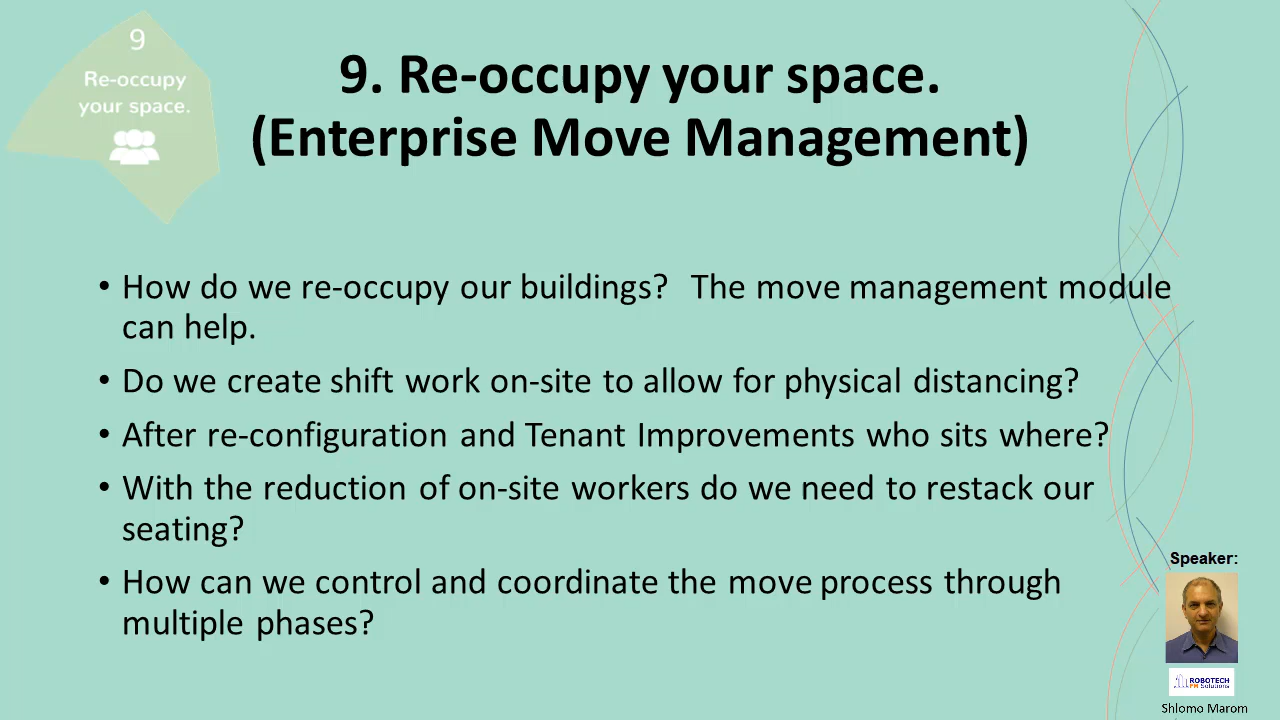 9
Re-occupy
your space.
9. Re-occupy your space.
(Enterprise Move Management)
• How do we re-occupy our buildings? The move management module
can help.
• Do we create shift work on-site to allow for physical distancing?
• After re-configuration and Tenant Improvements who sits where?
• With the reduction of on-site workers do we need to restack our
seating?
• How can we control and coordinate the move process through
multiple phases?
Speaker:
ROBOTECH
FM Solutions
Shlomo Marom